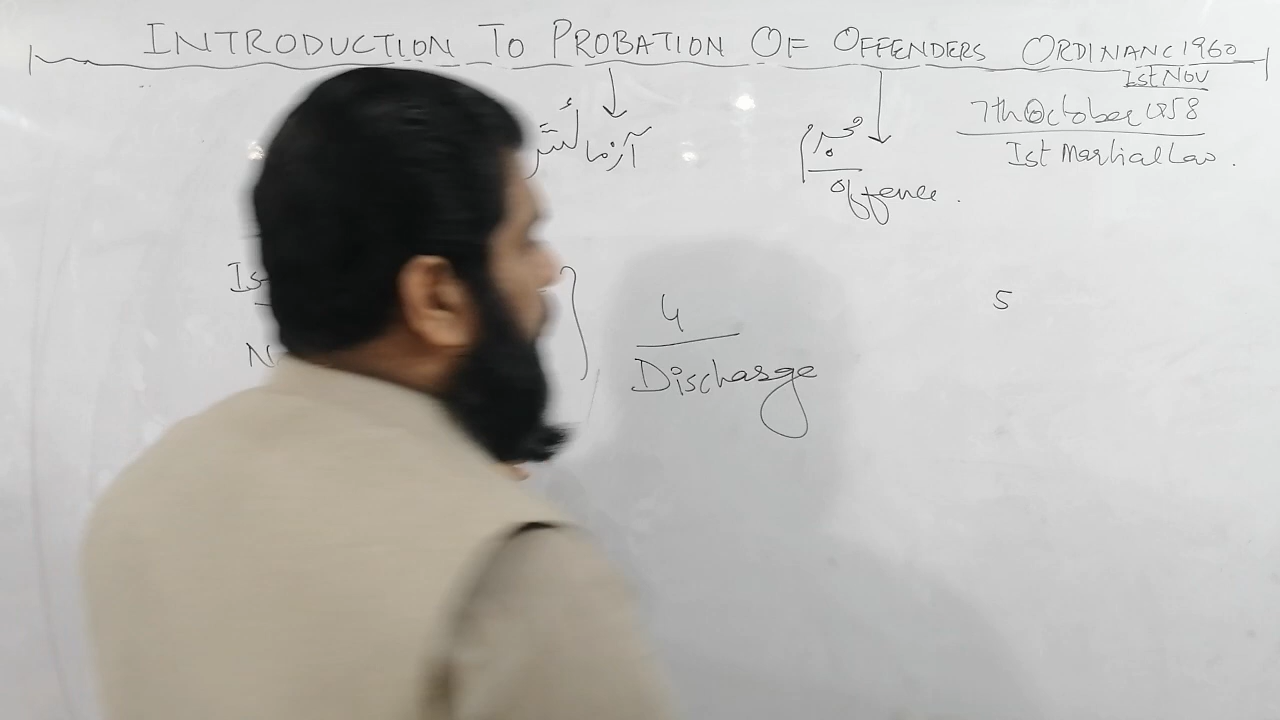 INTRODUCTION TO PROBATION OF OFFENDERS ORDINANC 1960
1st NOV
7th October 1958
1st Martial Law.
آزمائش
مجرم
offence.
Is
N
4
Discharge
5